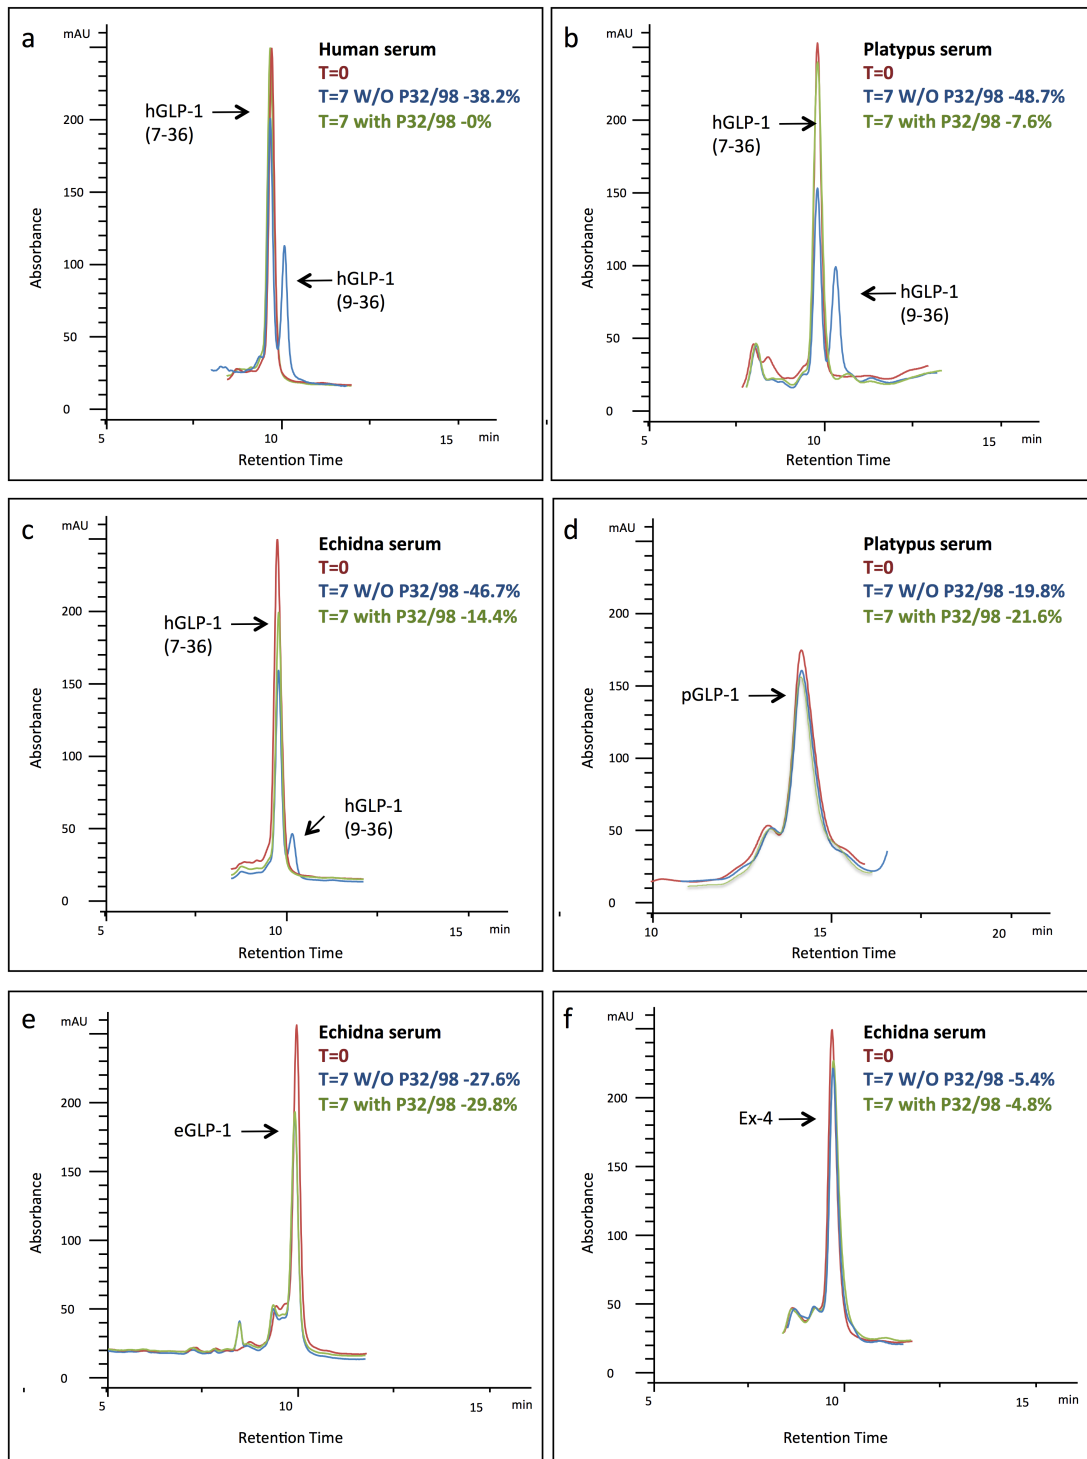 a
mAU
Human serum
T=0
T=7 W/O P32/98 -38.2%
T=7 with P32/98 -0%
hGLP-1
(7-36)
hGLP-1
(9-36)
200
150
100
50
0
Absorbance
5
10
15
min
Retention Time
b
mAU
Platypus serum
T=0
T=7 W/O P32/98 -48.7%
T=7 with P32/98 -7.6%
hGLP-1
(7-36)
hGLP-1
(9-36)
200
150
100
50
0
Absorbance
5
10
15
min
Retention Time
c
mAU
Echidna serum
T=0
T=7 W/O P32/98 -46.7%
T=7 with P32/98 -14.4%
hGLP-1
(7-36)
hGLP-1
(9-36)
200
150
100
50
0
Absorbance
5
10
15
min
Retention Time
d
mAU
Platypus serum
T=0
T=7 W/O P32/98 -19.8%
T=7 with P32/98 -21.6%
pGLP-1
200
150
100
50
0
Absorbance
10
15
20
min
Retention Time
e
mAU
Echidna serum
T=0
T=7 W/O P32/98 -27.6%
T=7 with P32/98 -29.8%
eGLP-1
200
150
100
50
0
Absorbance
5
10
15
min
Retention Time
f
mAU
Echidna serum
T=0
T=7 W/O P32/98 -5.4%
T=7 with P32/98 -4.8%
Ex-4
200
150
100
50
0
Absorbance
5
10
15
min
Retention Time